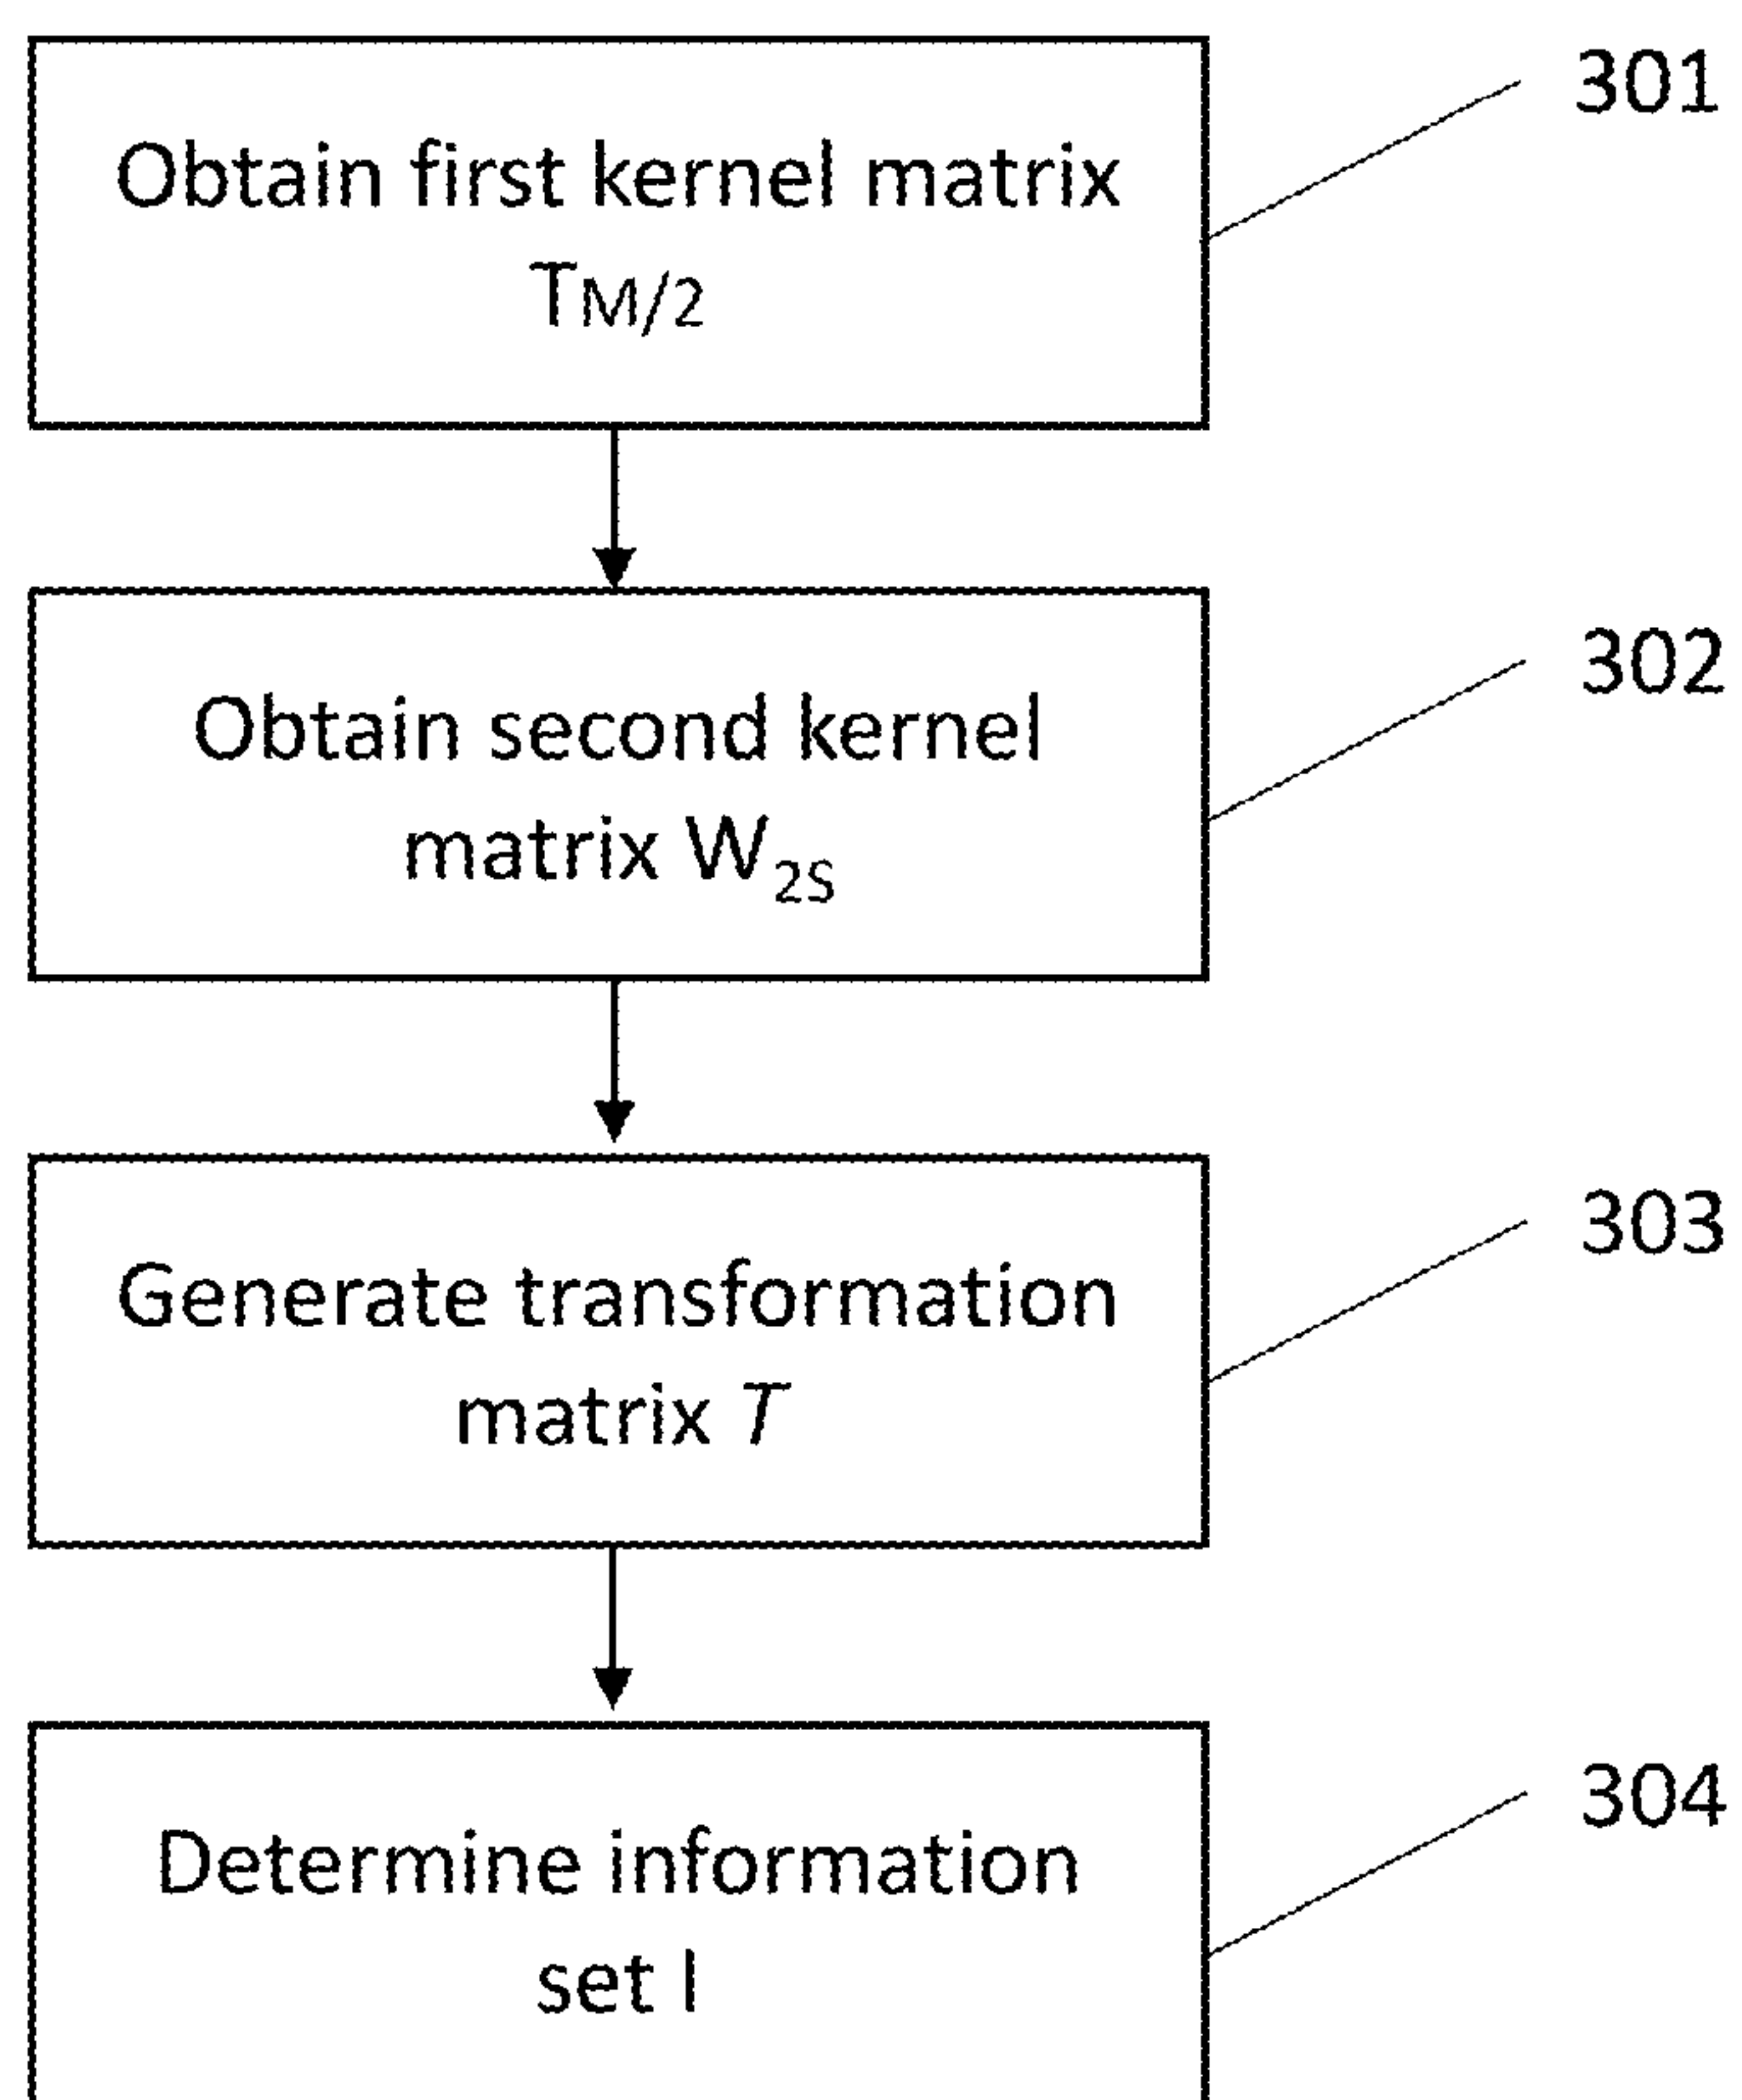 Obtain first kernel matrix
TM/2
301
Obtain second kernel
matrix W2S
302
Generate transformation
matrix T
303
Determine information
set I
304